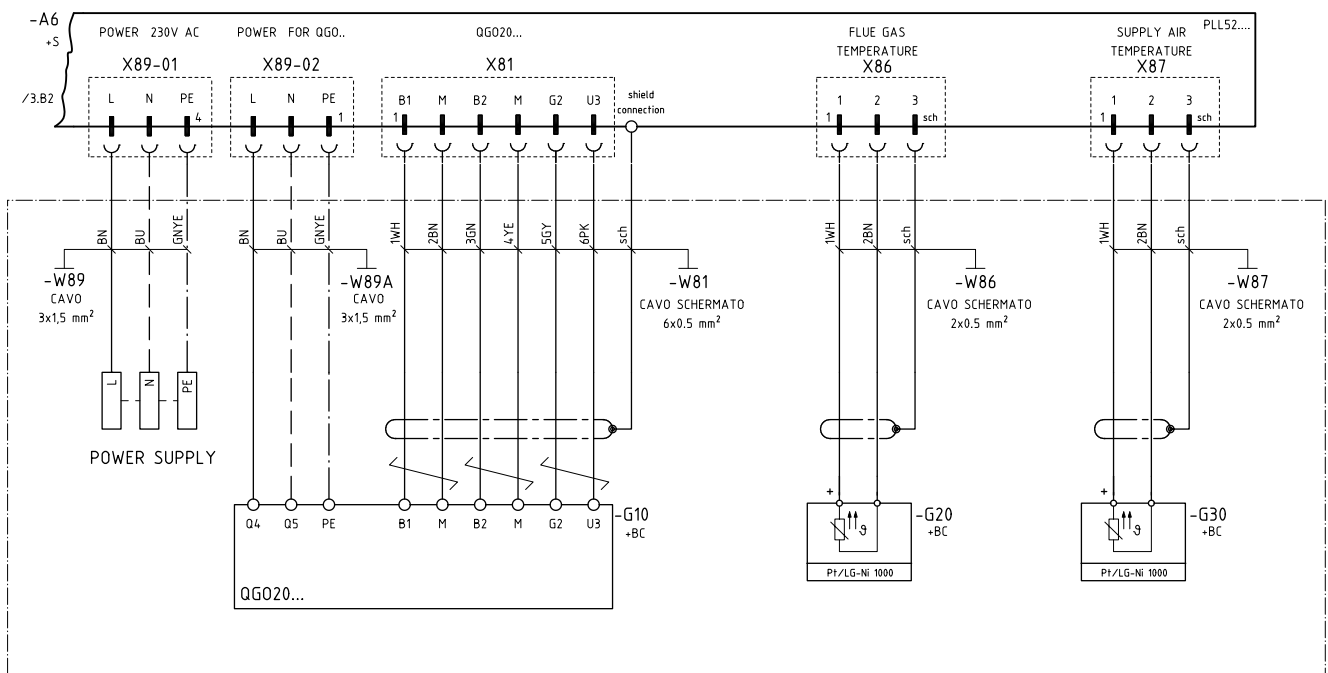 -A6
+S
POWER 230V AC
POWER FOR QGO..
QGO20...
FLUE GAS
TEMPERATURE
SUPPLY AIR
TEMPERATURE
PLL52....
X89-01
X89-02
X81
X86
X87
/3.B2
L N PE
4
L N PE
1
B1 M B2 M G2 U3
1
shield
connection
1 2 3
1
sch
1 2 3
1
sch
BN BU GNYE
BN BU GNYE
1WH 2BN 3GN 4YE 5GY 6PK sch
1WH 2BN sch
1WH 2BN sch
-W89
CAVO
3x1,5 mm²
-W89A
CAVO
3x1,5 mm²
-W81
CAVO SCHERMATO
6x0.5 mm²
-W86
CAVO SCHERMATO
2x0.5 mm²
-W87
CAVO SCHERMATO
2x0.5 mm²
L N PE
POWER SUPPLY
Q4 Q5 PE B1 M B2 M G2 U3
-G10
+BC
QGO20...
+
-G20
+BC
ϑ
Pt/LG-Ni 1000
+
-G30
+BC
ϑ
Pt/LG-Ni 1000